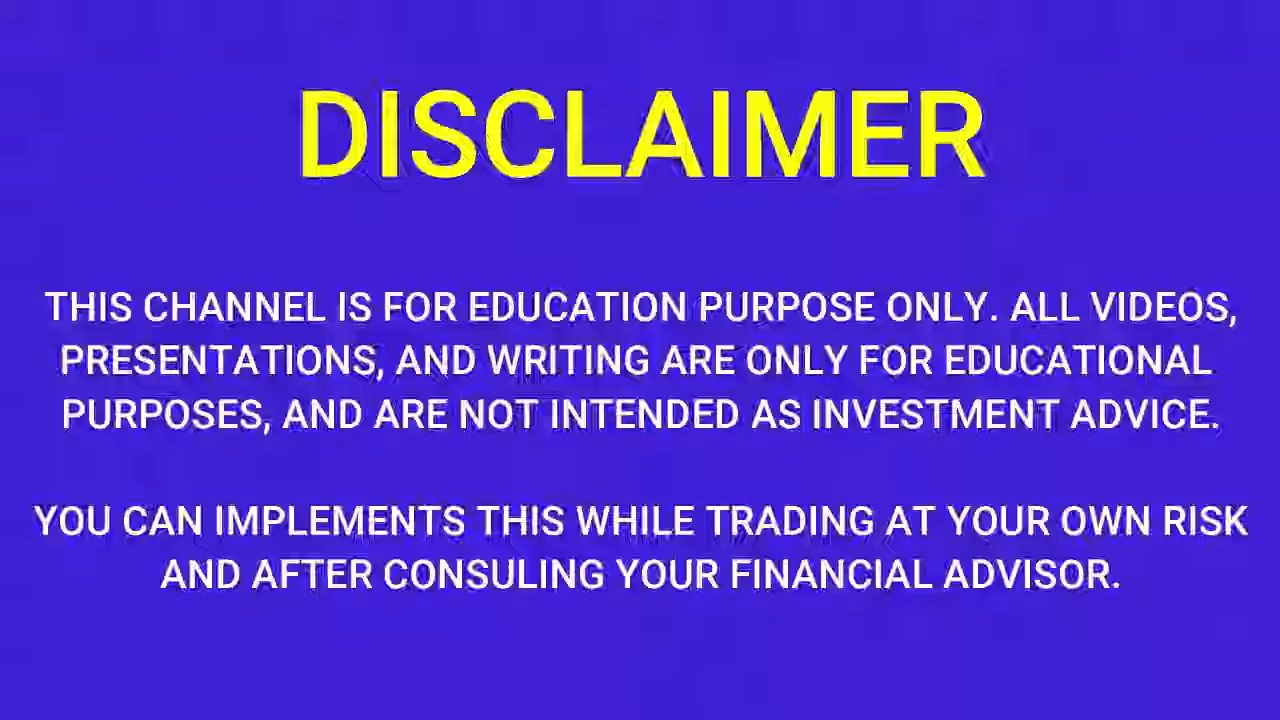 DISCLAIMER
THIS CHANNEL IS FOR EDUCATION PURPOSE ONLY. ALL VIDEOS,
PRESENTATIONS, AND WRITING ARE ONLY FOR EDUCATIONAL
PURPOSES, AND ARE NOT INTENDED AS INVESTMENT ADVICE.
YOU CAN IMPLEMENTS THIS WHILE TRADING AT YOUR OWN RISK
AND AFTER CONSULING YOUR FINANCIAL ADVISOR.